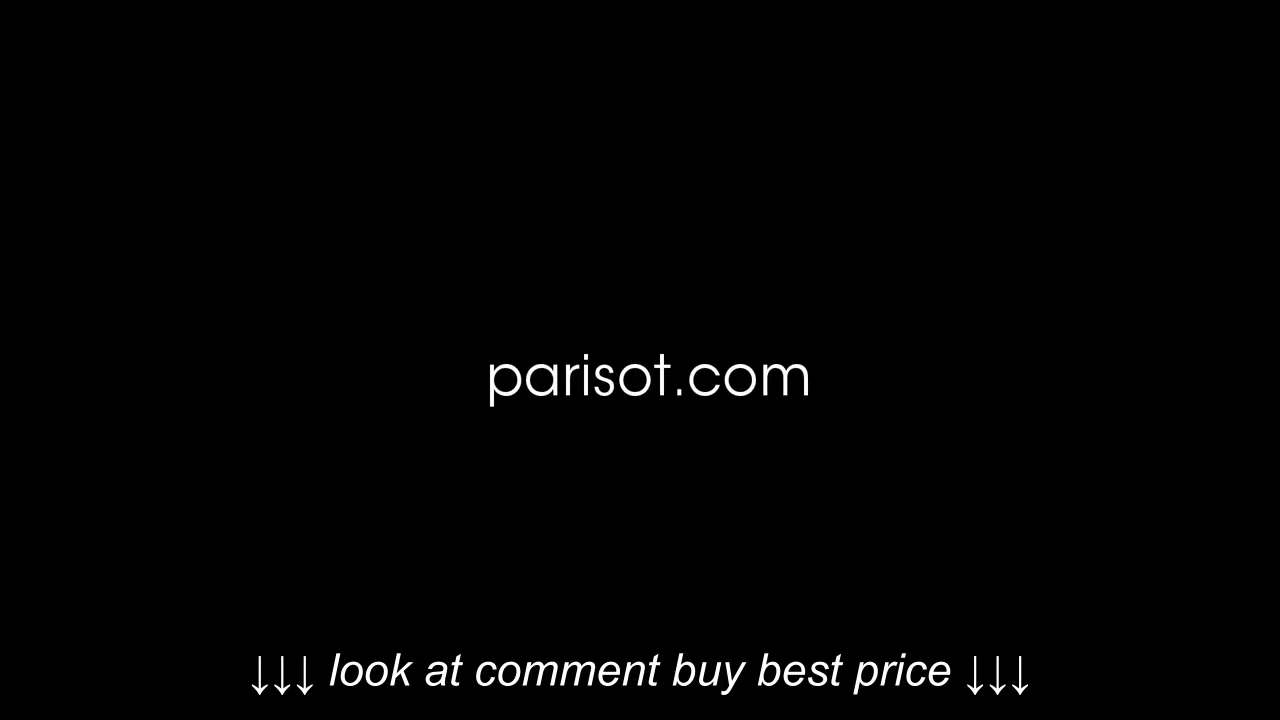 parisot.com
↓↓↓ look at comment buy best price ↓↓↓